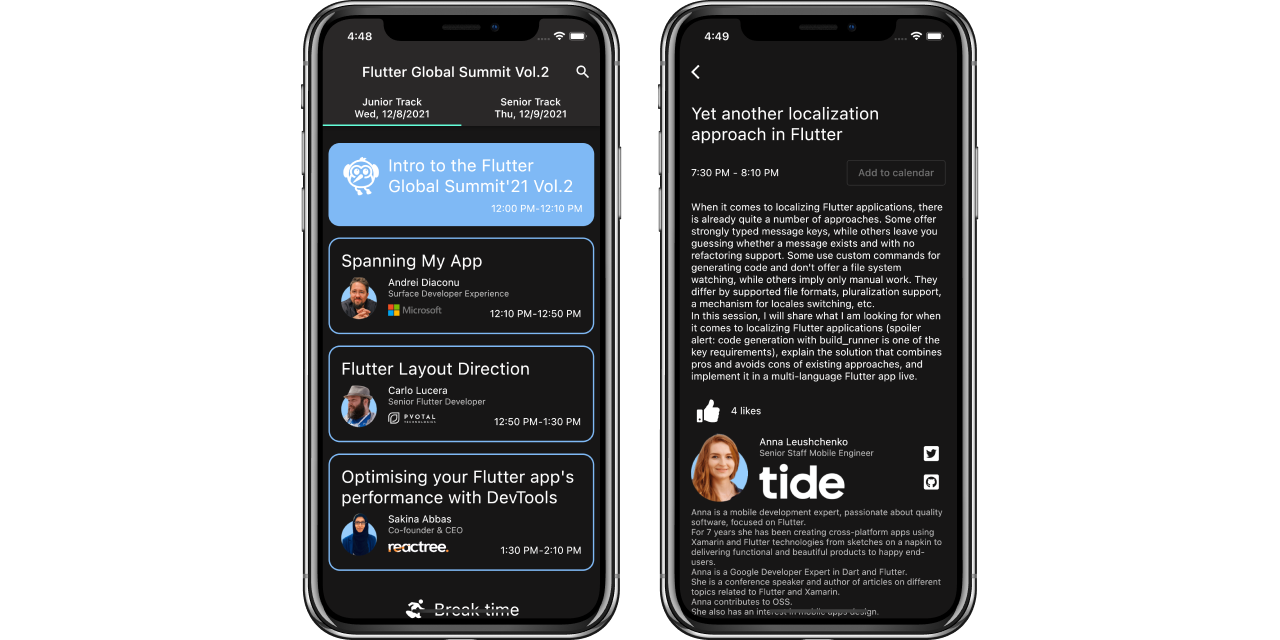 4:48
Flutter Global Summit Vol.2
Junior Track
Wed, 12/8/2021
Senior Track
Thu, 12/9/2021
Intro to the Flutter
Global Summit'21 Vol.2
12:00 PM-12:10 PM
Spanning My App
Andrei Diaconu
Surface Developer Experience
Microsoft
12:10 PM-12:50 PM
Flutter Layout Direction
Carlo Lucera
Senior Flutter Developer
PVOTAL
TECHNOLOGIES
12:50 PM-1:30 PM
Optimising your Flutter app's
performance with DevTools
Sakina Abbas
Co-founder & CEO
reactree.
1:30 PM-2:10 PM
Break time
4:49
Yet another localization
approach in Flutter
7:30 PM - 8:10 PM
Add to calendar
When it comes to localizing Flutter applications, there
is already quite a number of approaches. Some offer
strongly typed message keys, while others leave you
guessing whether a message exists and with no
refactoring support. Some use custom commands for
generating code and don't offer a file system
watching, while others imply only manual work. They
differ by supported file formats, pluralization support,
a mechanism for locales switching, etc.
In this session, I will share what I am looking for when
it comes to localizing Flutter applications (spoiler
alert: code generation with build_runner is one of the
key requirements), explain the solution that combines
pros and avoids cons of existing approaches, and
implement it in a multi-language Flutter app live.
4 likes
Anna Leushchenko
Senior Staff Mobile Engineer
tide
Anna is a mobile development expert, passionate about quality
software, focused on Flutter.
For 7 years she has been creating cross-platform apps using
Xamarin and Flutter technologies from sketches on a napkin to
delivering functional and beautiful products to happy end-
users.
Anna is a Google Developer Expert in Dart and Flutter.
She is a conference speaker and author of articles on different
topics related to Flutter and Xamarin.
Anna contributes to OSS.
She also has an interest in mobile apps design.